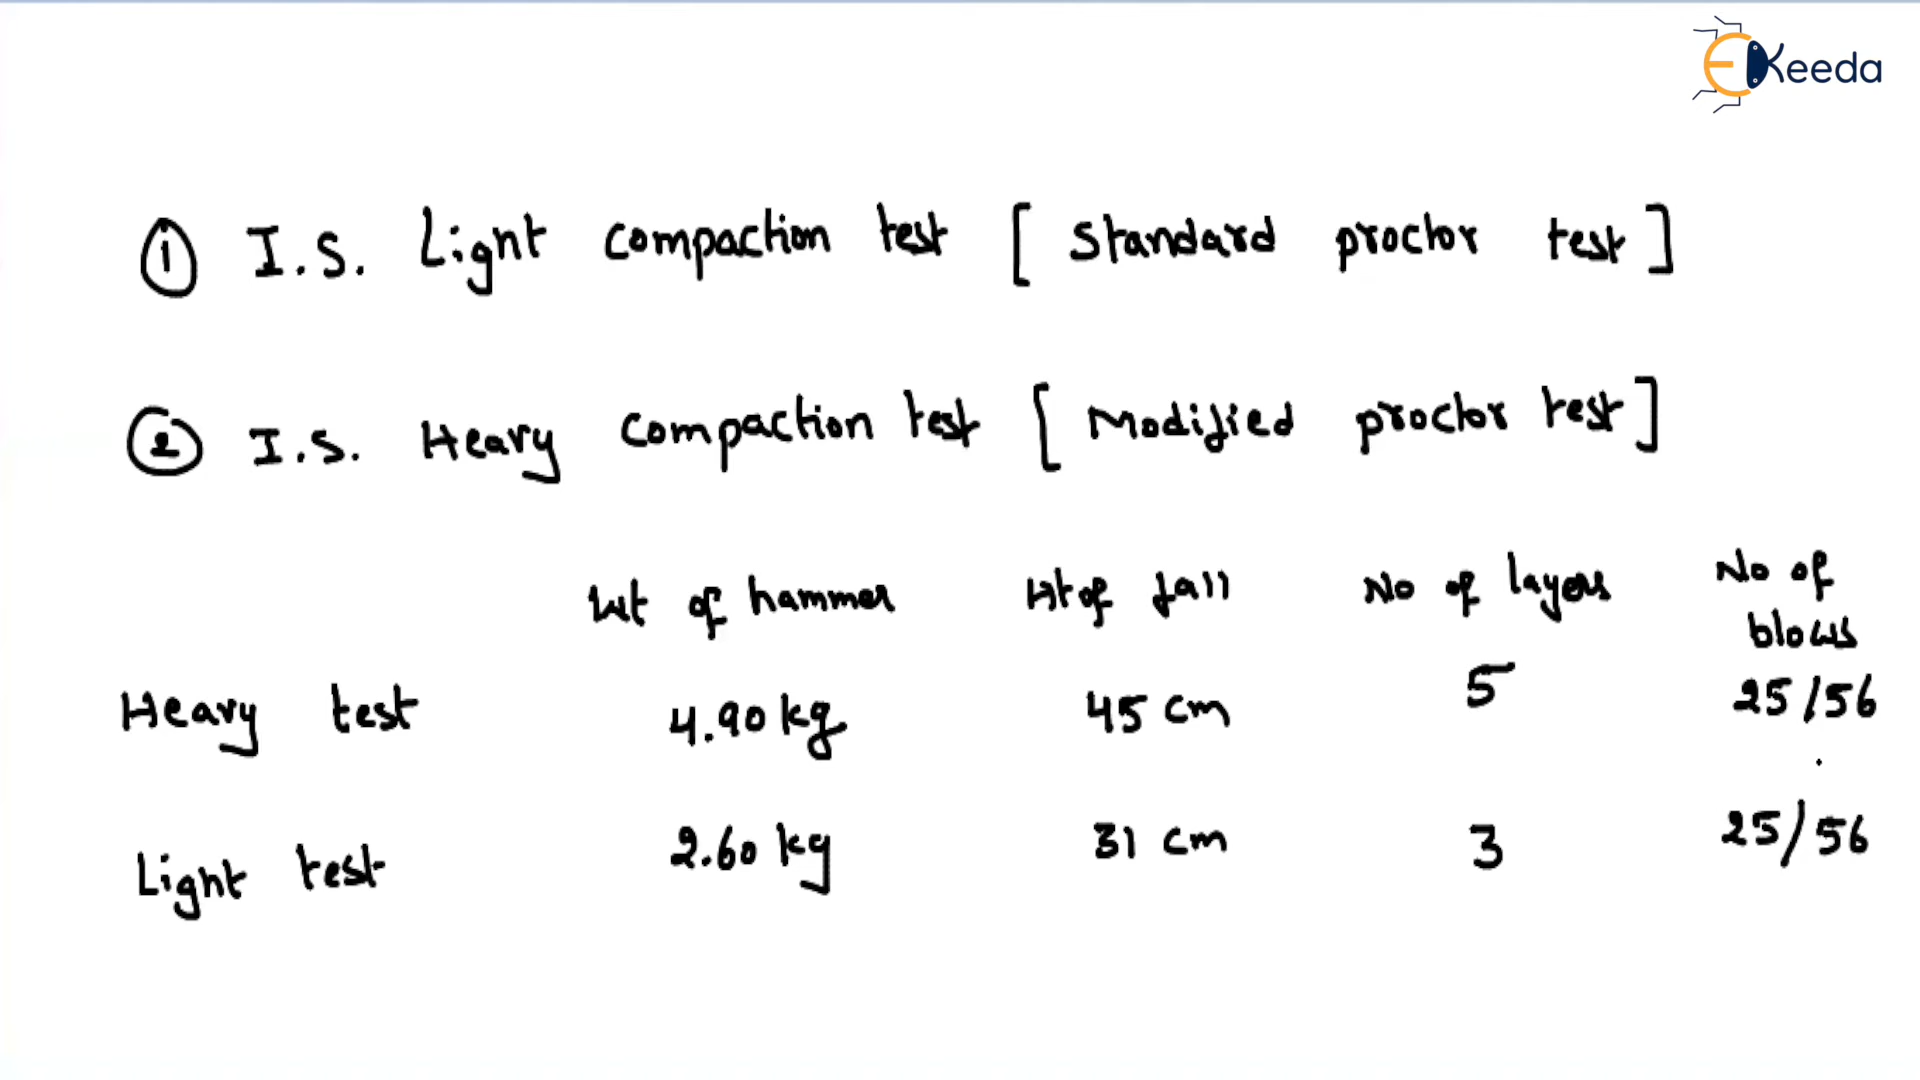 EKeeda
① I.S. Light compaction test [ Standard proctor test ]
② I.S. Heavy compaction test [ Modified proctor test ]
Wt of hammer Ht of fall No of layers No of blows
Heavy test 4.90 kg 45 cm 5 25/56
Light test 2.60 kg 31 cm 3 25/56